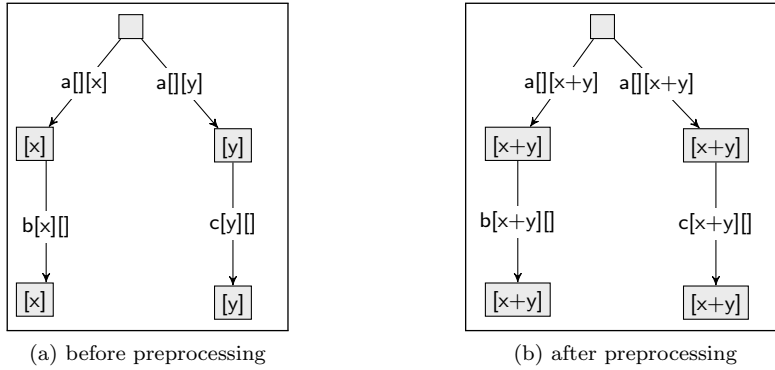 a[][x] a[][y]
[x] [y]
b[x][] c[y][]
[x] [y]
(a) before preprocessing
a[][x+y] a[][x+y]
[x+y] [x+y]
b[x+y][] c[x+y][]
[x+y] [x+y]
(b) after preprocessing